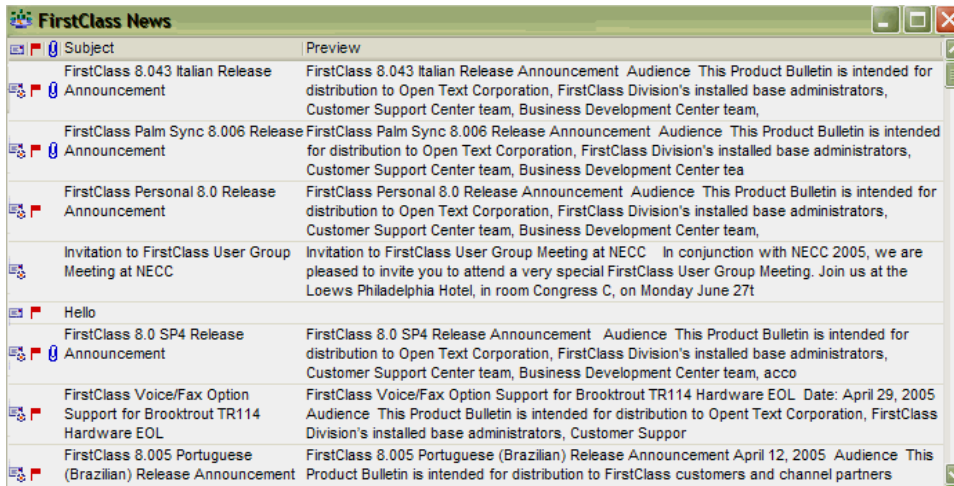 FirstClass News
Subject Preview
FirstClass 8.043 Italian Release
Announcement
FirstClass 8.043 Italian Release Announcement Audience This Product Bulletin is intended for
distribution to Open Text Corporation, FirstClass Division's installed base administrators,
Customer Support Center team, Business Development Center team,
FirstClass Palm Sync 8.006 Release
Announcement
FirstClass Palm Sync 8.006 Release Announcement Audience This Product Bulletin is intended
for distribution to Open Text Corporation, FirstClass Division's installed base administrators,
Customer Support Center team, Business Development Center tea
FirstClass Personal 8.0 Release
Announcement
FirstClass Personal 8.0 Release Announcement Audience This Product Bulletin is intended for
distribution to Open Text Corporation, FirstClass Division's installed base administrators,
Customer Support Center team, Business Development Center team,
Invitation to FirstClass User Group
Meeting at NECC
Invitation to FirstClass User Group Meeting at NECC In conjunction with NECC 2005, we are
pleased to invite you to attend a very special FirstClass User Group Meeting. Join us at the
Loews Philadelphia Hotel, in room Congress C, on Monday June 27t
Hello
FirstClass 8.0 SP4 Release
Announcement
FirstClass 8.0 SP4 Release Announcement Audience This Product Bulletin is intended for
distribution to Open Text Corporation, FirstClass Division's installed base administrators,
Customer Support Center team, Business Development Center team, acco
FirstClass Voice/Fax Option
Support for Brooktrout TR114
Hardware EOL
FirstClass Voice/Fax Option Support for Brooktrout TR114 Hardware EOL Date: April 29, 2005
Audience This Product Bulletin is intended for distribution to Opent Text Corporation, FirstClass
Division's installed base administrators, Customer Suppor
FirstClass 8.005 Portuguese
(Brazilian) Release Announcement
FirstClass 8.005 Portuguese (Brazilian) Release Announcement April 12, 2005 Audience This
Product Bulletin is intended for distribution to FirstClass customers and channel partners